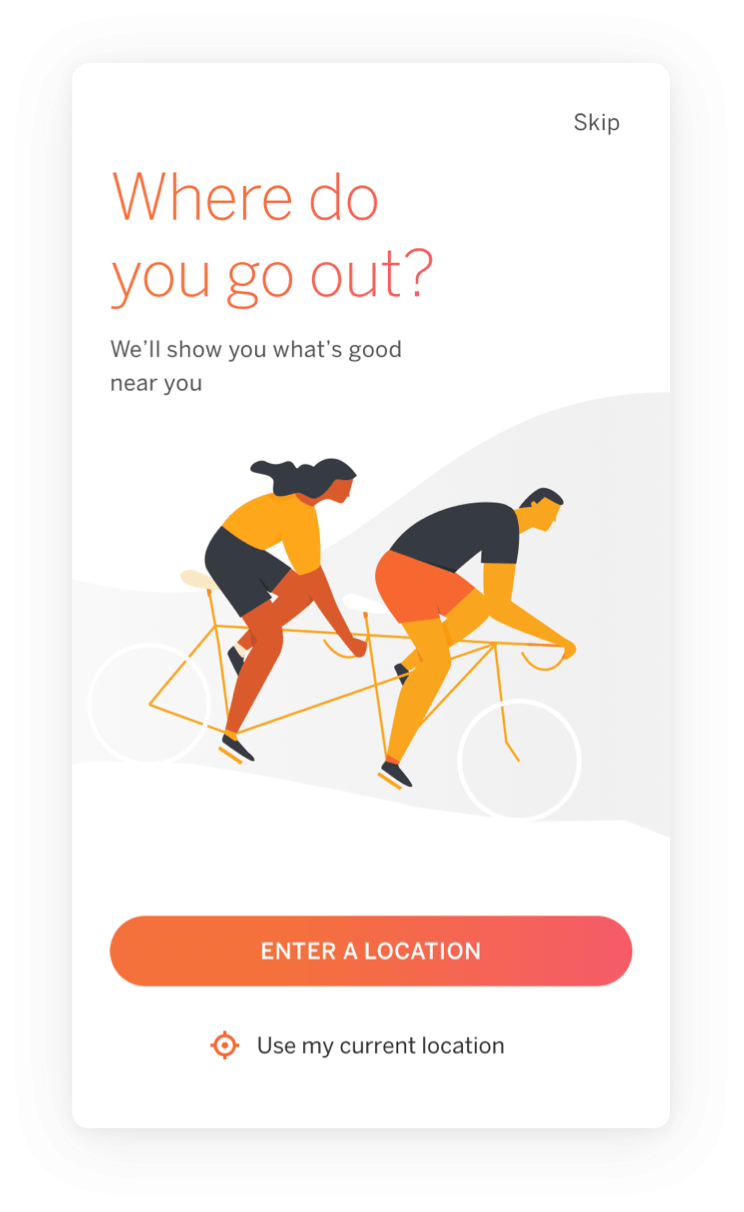 Skip
Where do
you go out?
We’ll show you what’s good
near you
ENTER A LOCATION
Use my current location